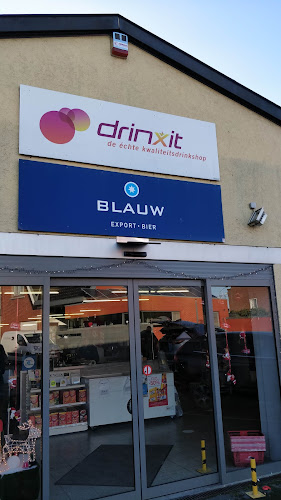 drinxit
de échte kwaliteitsdrinkshop
BLAUW
EXPORT • BIER